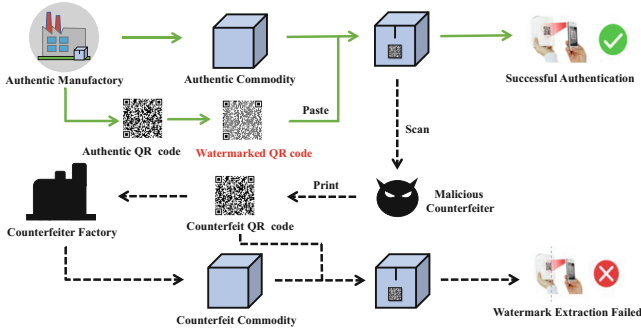 Authentic Manufactory
Authentic Commodity
Successful Authentication
Paste
Authentic QR code
Watermarked QR code
Scan
Print
Malicious
Counterfeiter
Counterfeiter Factory
Counterfeit QR code
Counterfeit Commodity
Watermark Extraction Failed